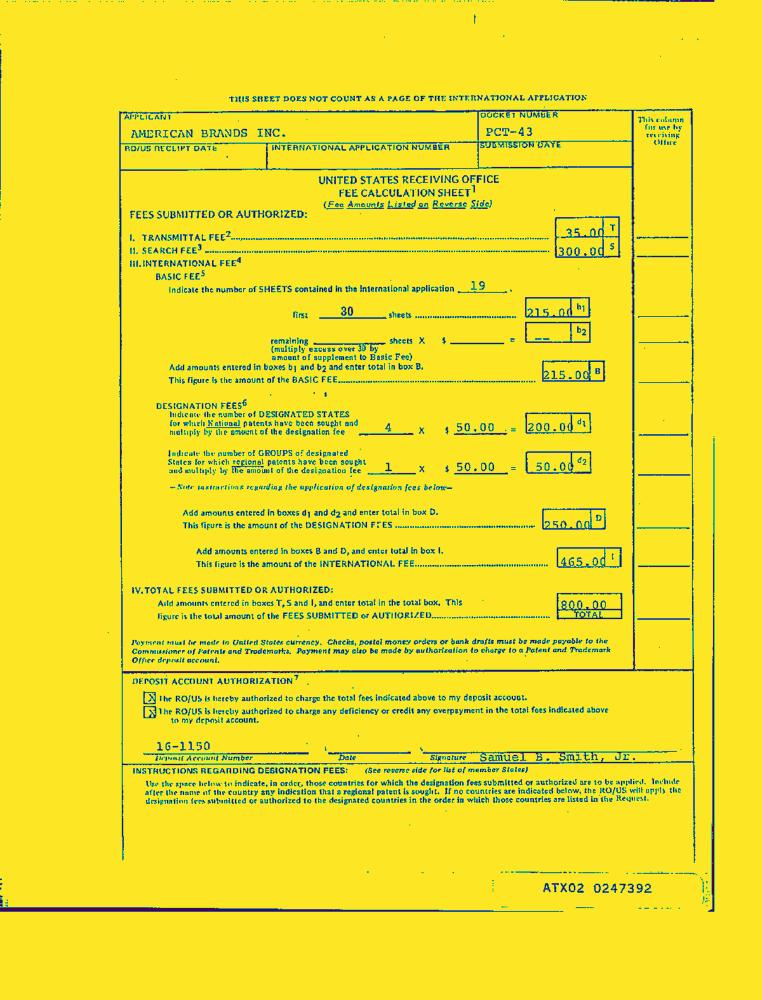 THIS SHEET DOES NOT COUNT AS A PAGE OF THE INTERNATIONAL APPLICATION
APPLICANT
AMERICAN BRANDS INC.
DOCKET NUMBER
PCT-43
This column for use by receiving Office
RO/US RECEIPT DATE
INTERNATIONAL APPLICATION NUMBER
SUBMISSION DATE
UNITED STATES RECEIVING OFFICE
FEE CALCULATION SHEET1
(Fee Amounts Listed on Reverse Side)
FEES SUBMITTED OR AUTHORIZED:
I. TRANSMITTAL FEE2 35.00 T
II. SEARCH FEE3 300.00 S
III. INTERNATIONAL FEE4
BASIC FEE5
Indicate the number of SHEETS contained in the international application 19 .
first 30 sheets 215.00 b1
remaining sheets X $ = -- b2
(multiply excess over 30 by
amount of supplement to Basic Fee)
Add amounts entered in boxes b1 and b2 and enter total in box B.
This figure is the amount of the BASIC FEE 215.00 B
DESIGNATION FEES6
Indicate the number of DESIGNATED STATES
for which National patents have been sought and
multiply by the amount of the designation fee 4 X $ 50.00 = 200.00 d1
Indicate the number of GROUPS of designated
States for which regional patents have been sought
and multiply by the amount of the designation fee 1 X $ 50.00 = 50.00 d2
—Note instructions regarding the application of designation fees below—
Add amounts entered in boxes d1 and d2 and enter total in box D.
This figure is the amount of the DESIGNATION FEES 250.00 D
Add amounts entered in boxes B and D, and enter total in box I.
This figure is the amount of the INTERNATIONAL FEE 465.00 I
IV. TOTAL FEES SUBMITTED OR AUTHORIZED:
Add amounts entered in boxes T, S and I, and enter total in the total box. This
figure is the total amount of the FEES SUBMITTED or AUTHORIZED 800.00
TOTAL
Payment must be made in United States currency. Checks, postal money orders or bank drafts must be made payable to the
Commissioner of Patents and Trademarks. Payment may also be made by authorization to charge to a Patent and Trademark
Office deposit account.
DEPOSIT ACCOUNT AUTHORIZATION7
X The RO/US is hereby authorized to charge the total fees indicated above to my deposit account.
X The RO/US is hereby authorized to charge any deficiency or credit any overpayment in the total fees indicated above
to my deposit account.
16-1150
Deposit Account Number Date Signature Samuel B. Smith, Jr.
INSTRUCTIONS REGARDING DESIGNATION FEES: (See reverse side for list of member States)
Use the space below to indicate, in order, those countries for which the designation fees submitted or authorized are to be applied. Include
after the name of the country any indication that a regional patent is sought. If no countries are indicated below, the RO/US will apply the
designation fees submitted or authorized to the designated countries in the order in which those countries are listed in the Request.
ATX02 0247392